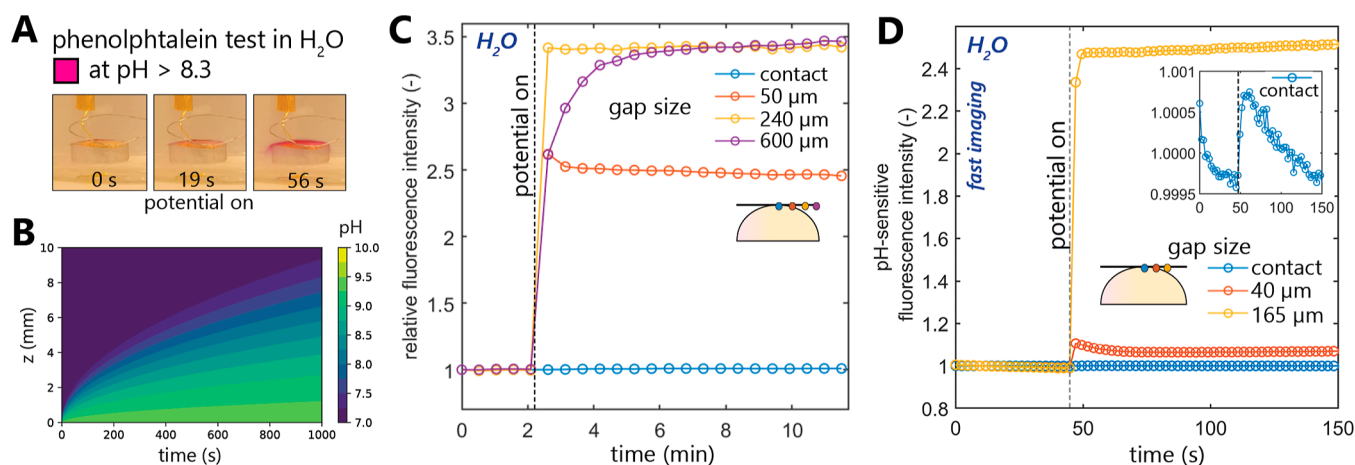 A
phenolphtalein test in H2O
at pH > 8.3
0 s
19 s
56 s
potential on
B
pH
10
8
6
4
2
0
z (mm)
0
200
400
600
800
1000
time (s)
10.0
9.5
9.0
8.5
8.0
7.5
7.0
C
H2O
3.5
3
2.5
2
1.5
1
relative fluorescence intensity (-)
potential on
gap size
contact
50 μm
240 μm
600 μm
0
2
4
6
8
10
time (min)
D
H2O
fast imaging
2.4
2.2
2
1.8
1.6
1.4
1.2
1
0.8
pH-sensitive
fluorescence intensity (-)
potential on
1.001
1.0005
1.0000
0.9995
contact
0
50
100
150
gap size
contact
40 μm
165 μm
0
50
100
150
time (s)